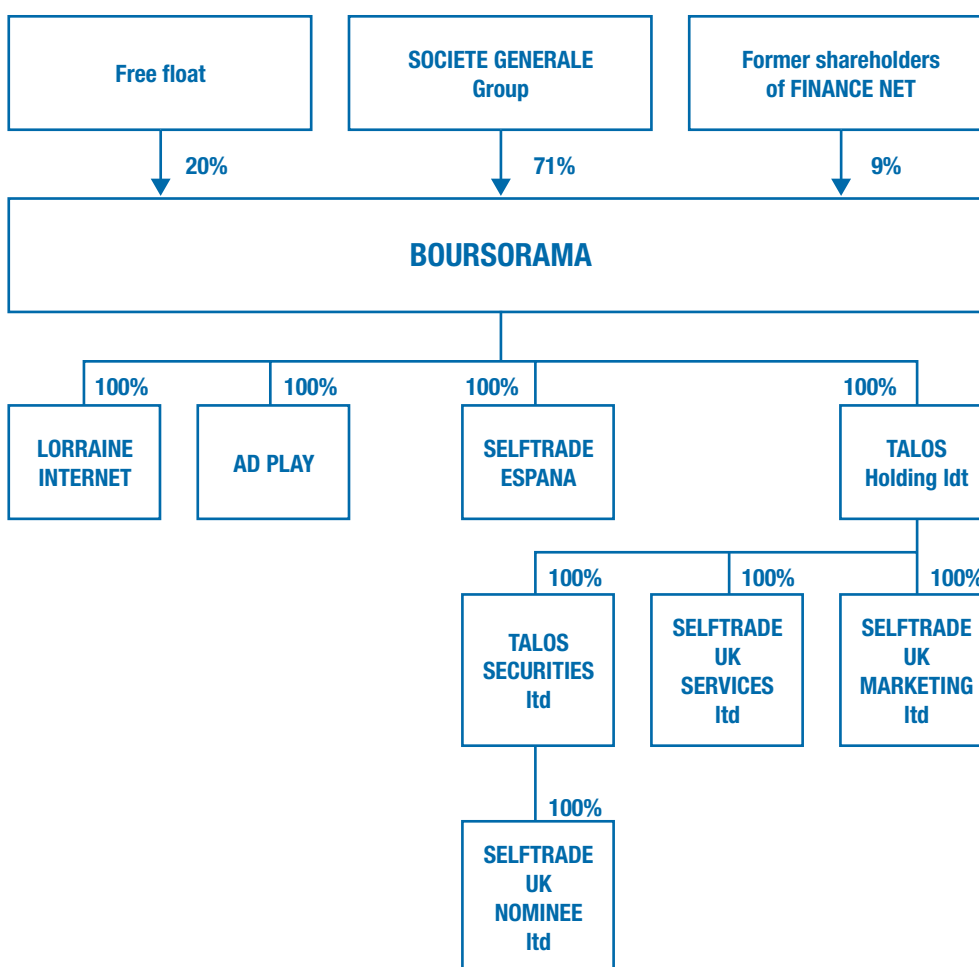 Free float
SOCIETE GENERALE
Group
Former shareholders
of FINANCE NET
20%
71%
9%
BOURSORAMA
100%
100%
100%
100%
LORRAINE
INTERNET
AD PLAY
SELFTRADE
ESPANA
TALOS
Holding ldt
100%
100%
100%
TALOS
SECURITIES
ltd
SELFTRADE
UK
SERVICES
ltd
SELFTRADE
UK
MARKETING
ltd
100%
SELFTRADE
UK
NOMINEE
ltd